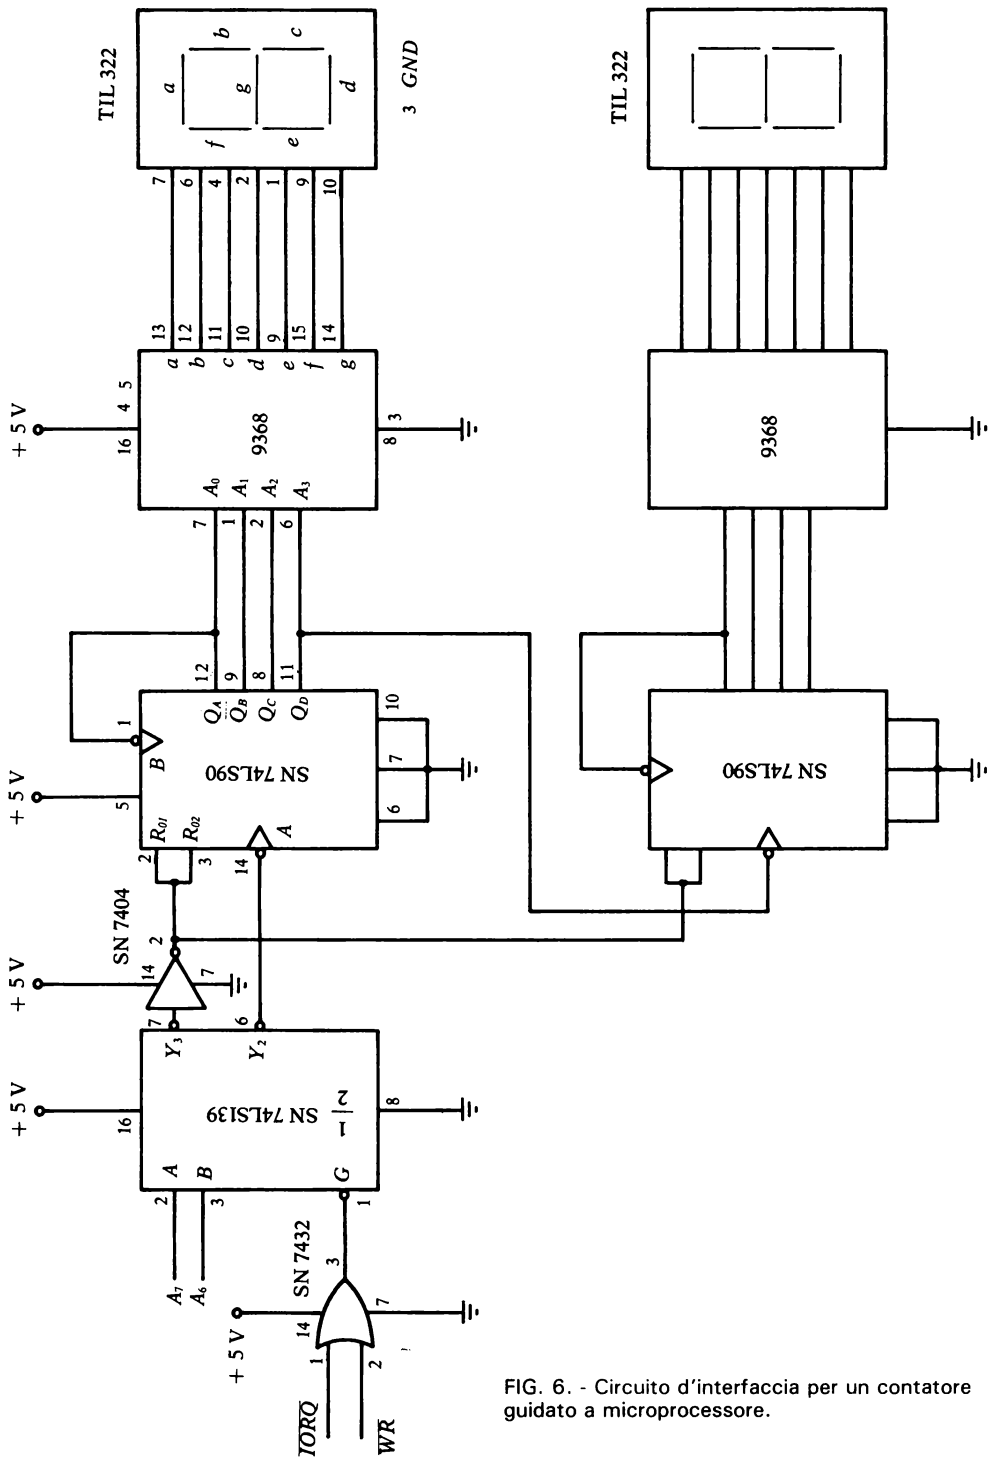 TIL 322
a
b
c
d
e
f
g
3 GND
7
6
4
2
1
9
10
13
12
11
10
9
15
14
a
b
c
d
e
f
g
+ 5 V
16
4
5
9368
8
3
A0
A1
A2
A3
7
1
2
6
12
9
8
11
QA
QB
QC
QD
1
B
+ 5 V
5
SN 74LS90
10
7
6
R01
R02
2
3
14
A
SN 7404
+ 5 V
14
2
7
7
6
Y3
Y2
+ 5 V
16
SN 74LS139
1
2
8
A
B
G
2
3
1
A7
A6
SN 7432
3
+ 5 V
14
7
1
2
IORQ
WR
TIL 322
9368
SN 74LS90
FIG. 6. - Circuito d'interfaccia per un contatore
guidato a microprocessore.